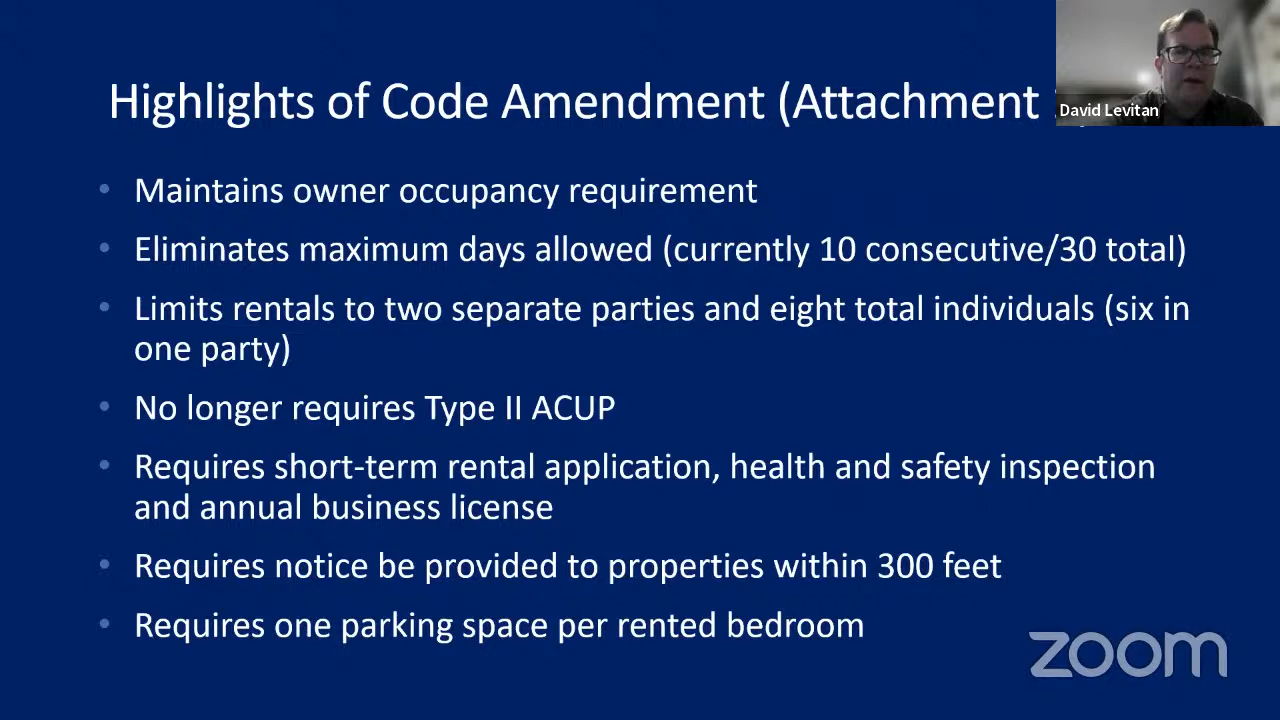 Highlights of Code Amendment (Attachment
David Levitan
• Maintains owner occupancy requirement
• Eliminates maximum days allowed (currently 10 consecutive/30 total)
• Limits rentals to two separate parties and eight total individuals (six in
one party)
• No longer requires Type II ACUP
• Requires short-term rental application, health and safety inspection
and annual business license
• Requires notice be provided to properties within 300 feet
• Requires one parking space per rented bedroom
zoom